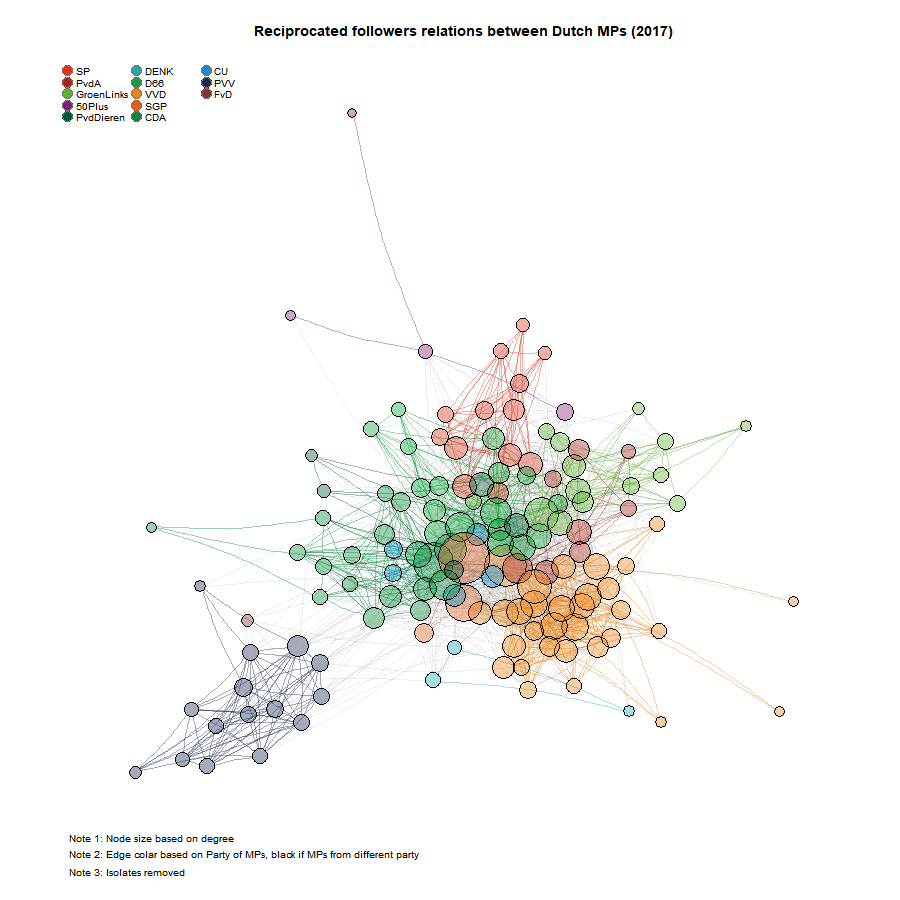 Reciprocated followers relations between Dutch MPs (2017)
SP DENK CU
PvdA D66 PVV
GroenLinks VVD FvD
50Plus SGP
PvdDieren CDA
Note 1: Node size based on degree
Note 2: Edge colar based on Party of MPs, black if MPs from different party
Note 3: Isolates removed